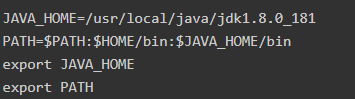 JAVA_HOME=/usr/local/java/jdk1.8.0_181
PATH=$PATH:$HOME/bin:$JAVA_HOME/bin
export JAVA_HOME
export PATH